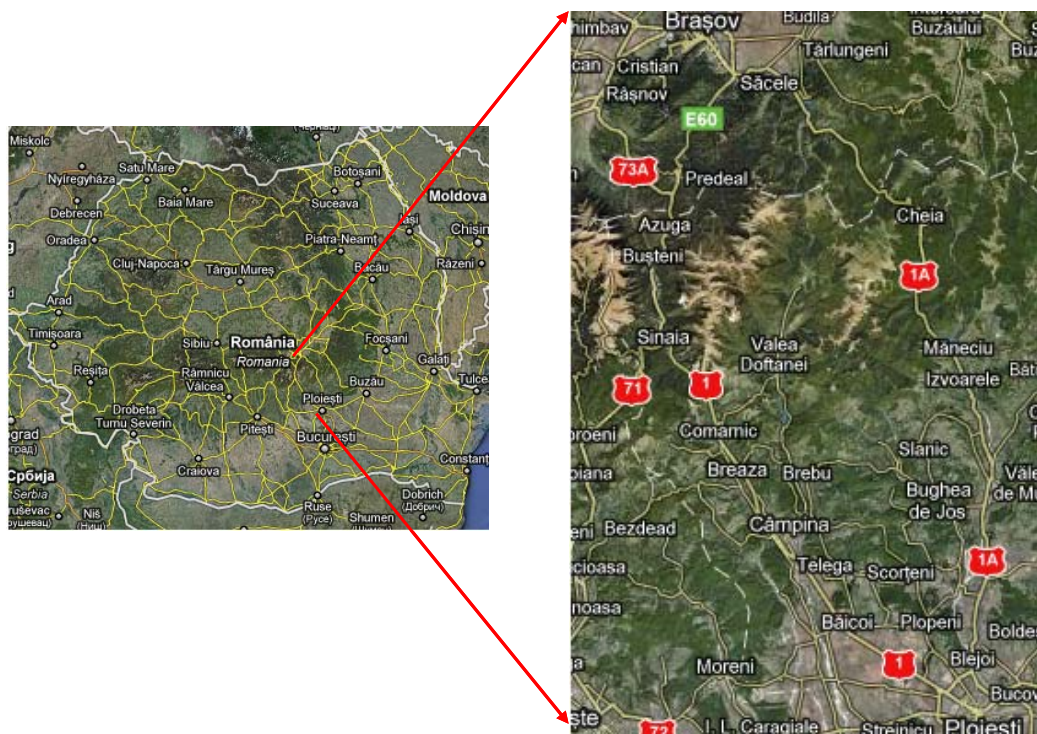 Miskolc
Nyíregyháza
Debrecen
Oradea
Satu Mare
Baia Mare
Botoșani
Suceava
Moldova
Iași
Piatra-Neamț
Răzeni
Cluj-Napoca
Târgu Mureș
Bacău
Arad
Timișoara
Sibiu
România
Romania
Focșani
Reșița
Râmnicu
Vâlcea
Buzău
Galați
Ploiești
Drobeta
Turnu Severin
Pitești
București
Craiova
Србија
Serbia
Niš
(Ниш)
Ruse
(Русе)
Shumen
Dobrich
(Добрич)
Brașov
Budila
Buzăului
Cristian
Tărlungeni
Râșnov
Săcele
E60
73A
Predeal
Azuga
Cheia
Bușteni
1A
Sinaia
Valea
Doftanei
Măneciu
71
1
Izvoarele
Comarnic
Slanic
Breaza
Brebu
Bughea
de Jos
Bezdead
Câmpina
Telega
Scorțeni
1A
Băicoi
Plopeni
Moreni
1
Blejoi
72
I. L. Caragiale
Strejnicu
Ploiești